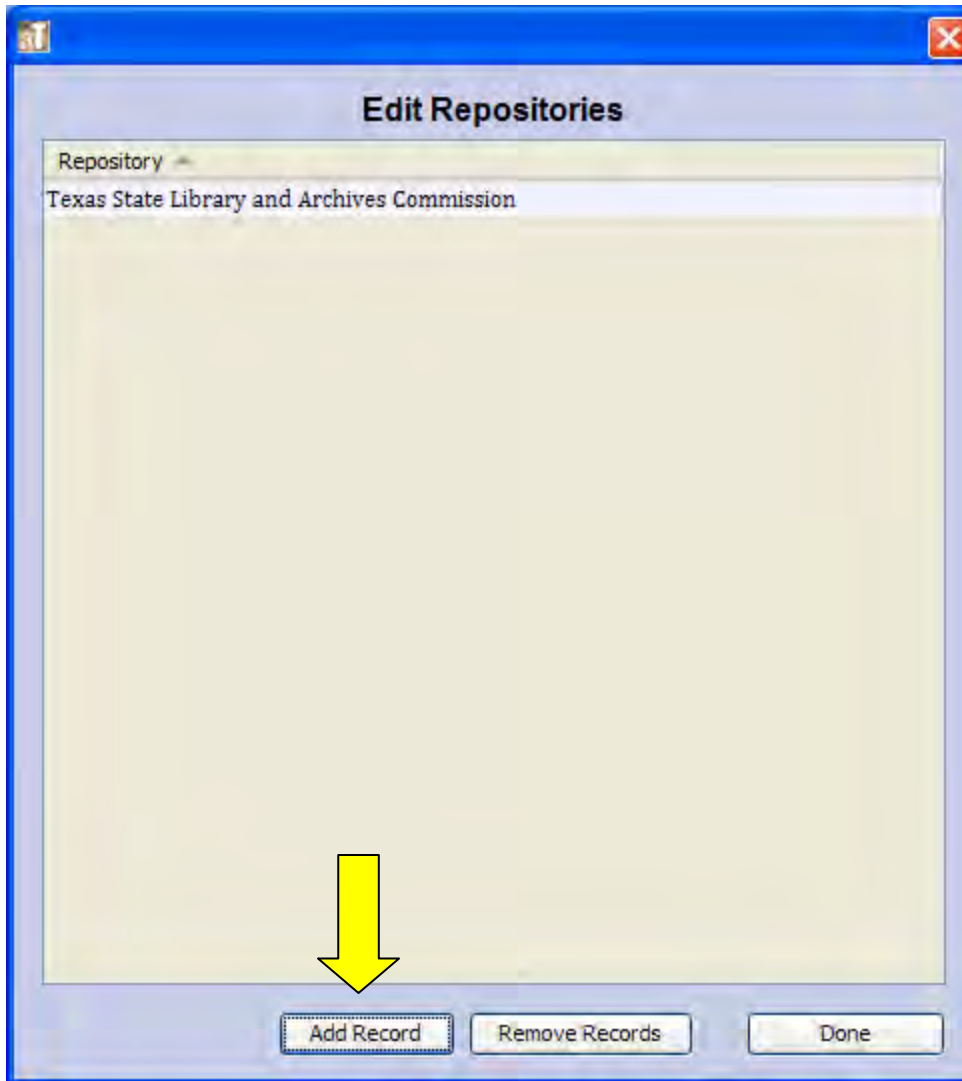 Edit Repositories
Repository
Texas State Library and Archives Commission
Add Record Remove Records Done